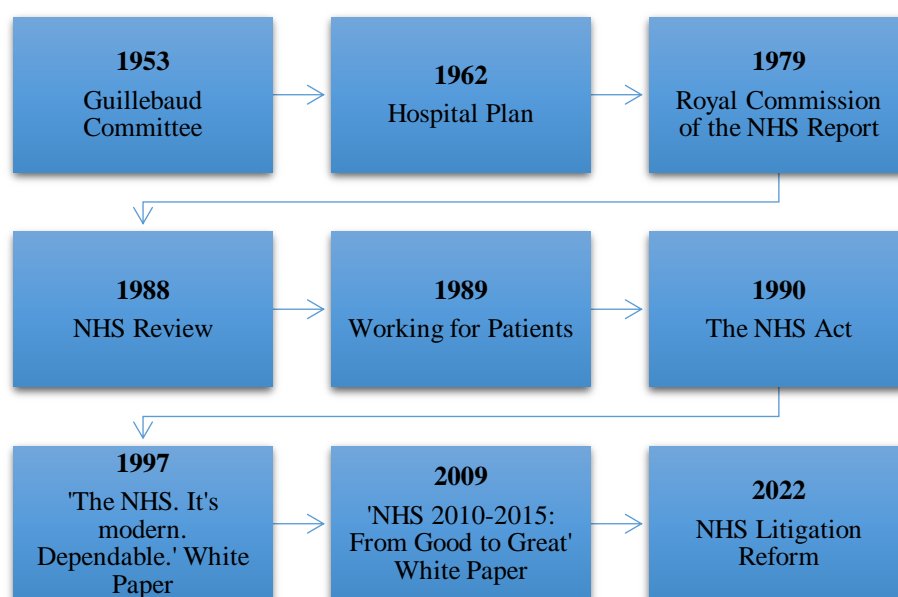 1953
Guillebaud
Committee
1962
Hospital Plan
1979
Royal Commission
of the NHS Report
1988
NHS Review
1989
Working for Patients
1990
The NHS Act
1997
'The NHS. It's
modern.
Dependable.' White
Paper
2009
'NHS 2010-2015:
From Good to Great'
White Paper
2022
NHS Litigation
Reform